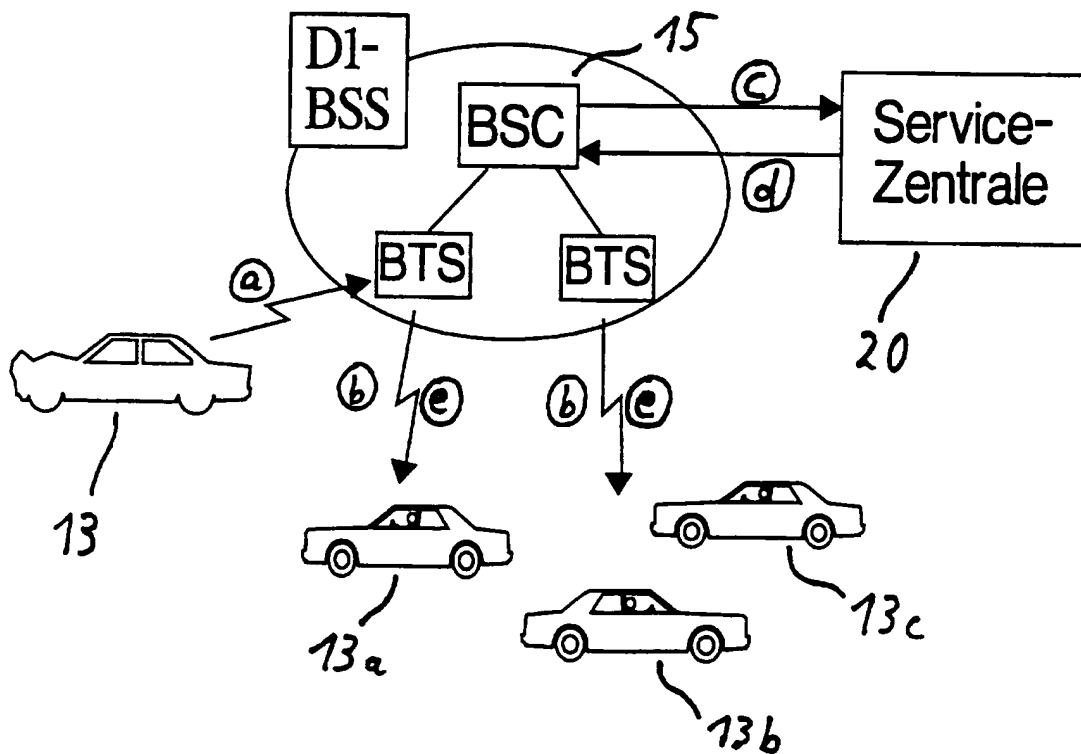 D1-
BSS
15
BSC
c
Service-
Zentrale
d
BTS
BTS
a
20
b
e
b
e
13
13a
13c
13b